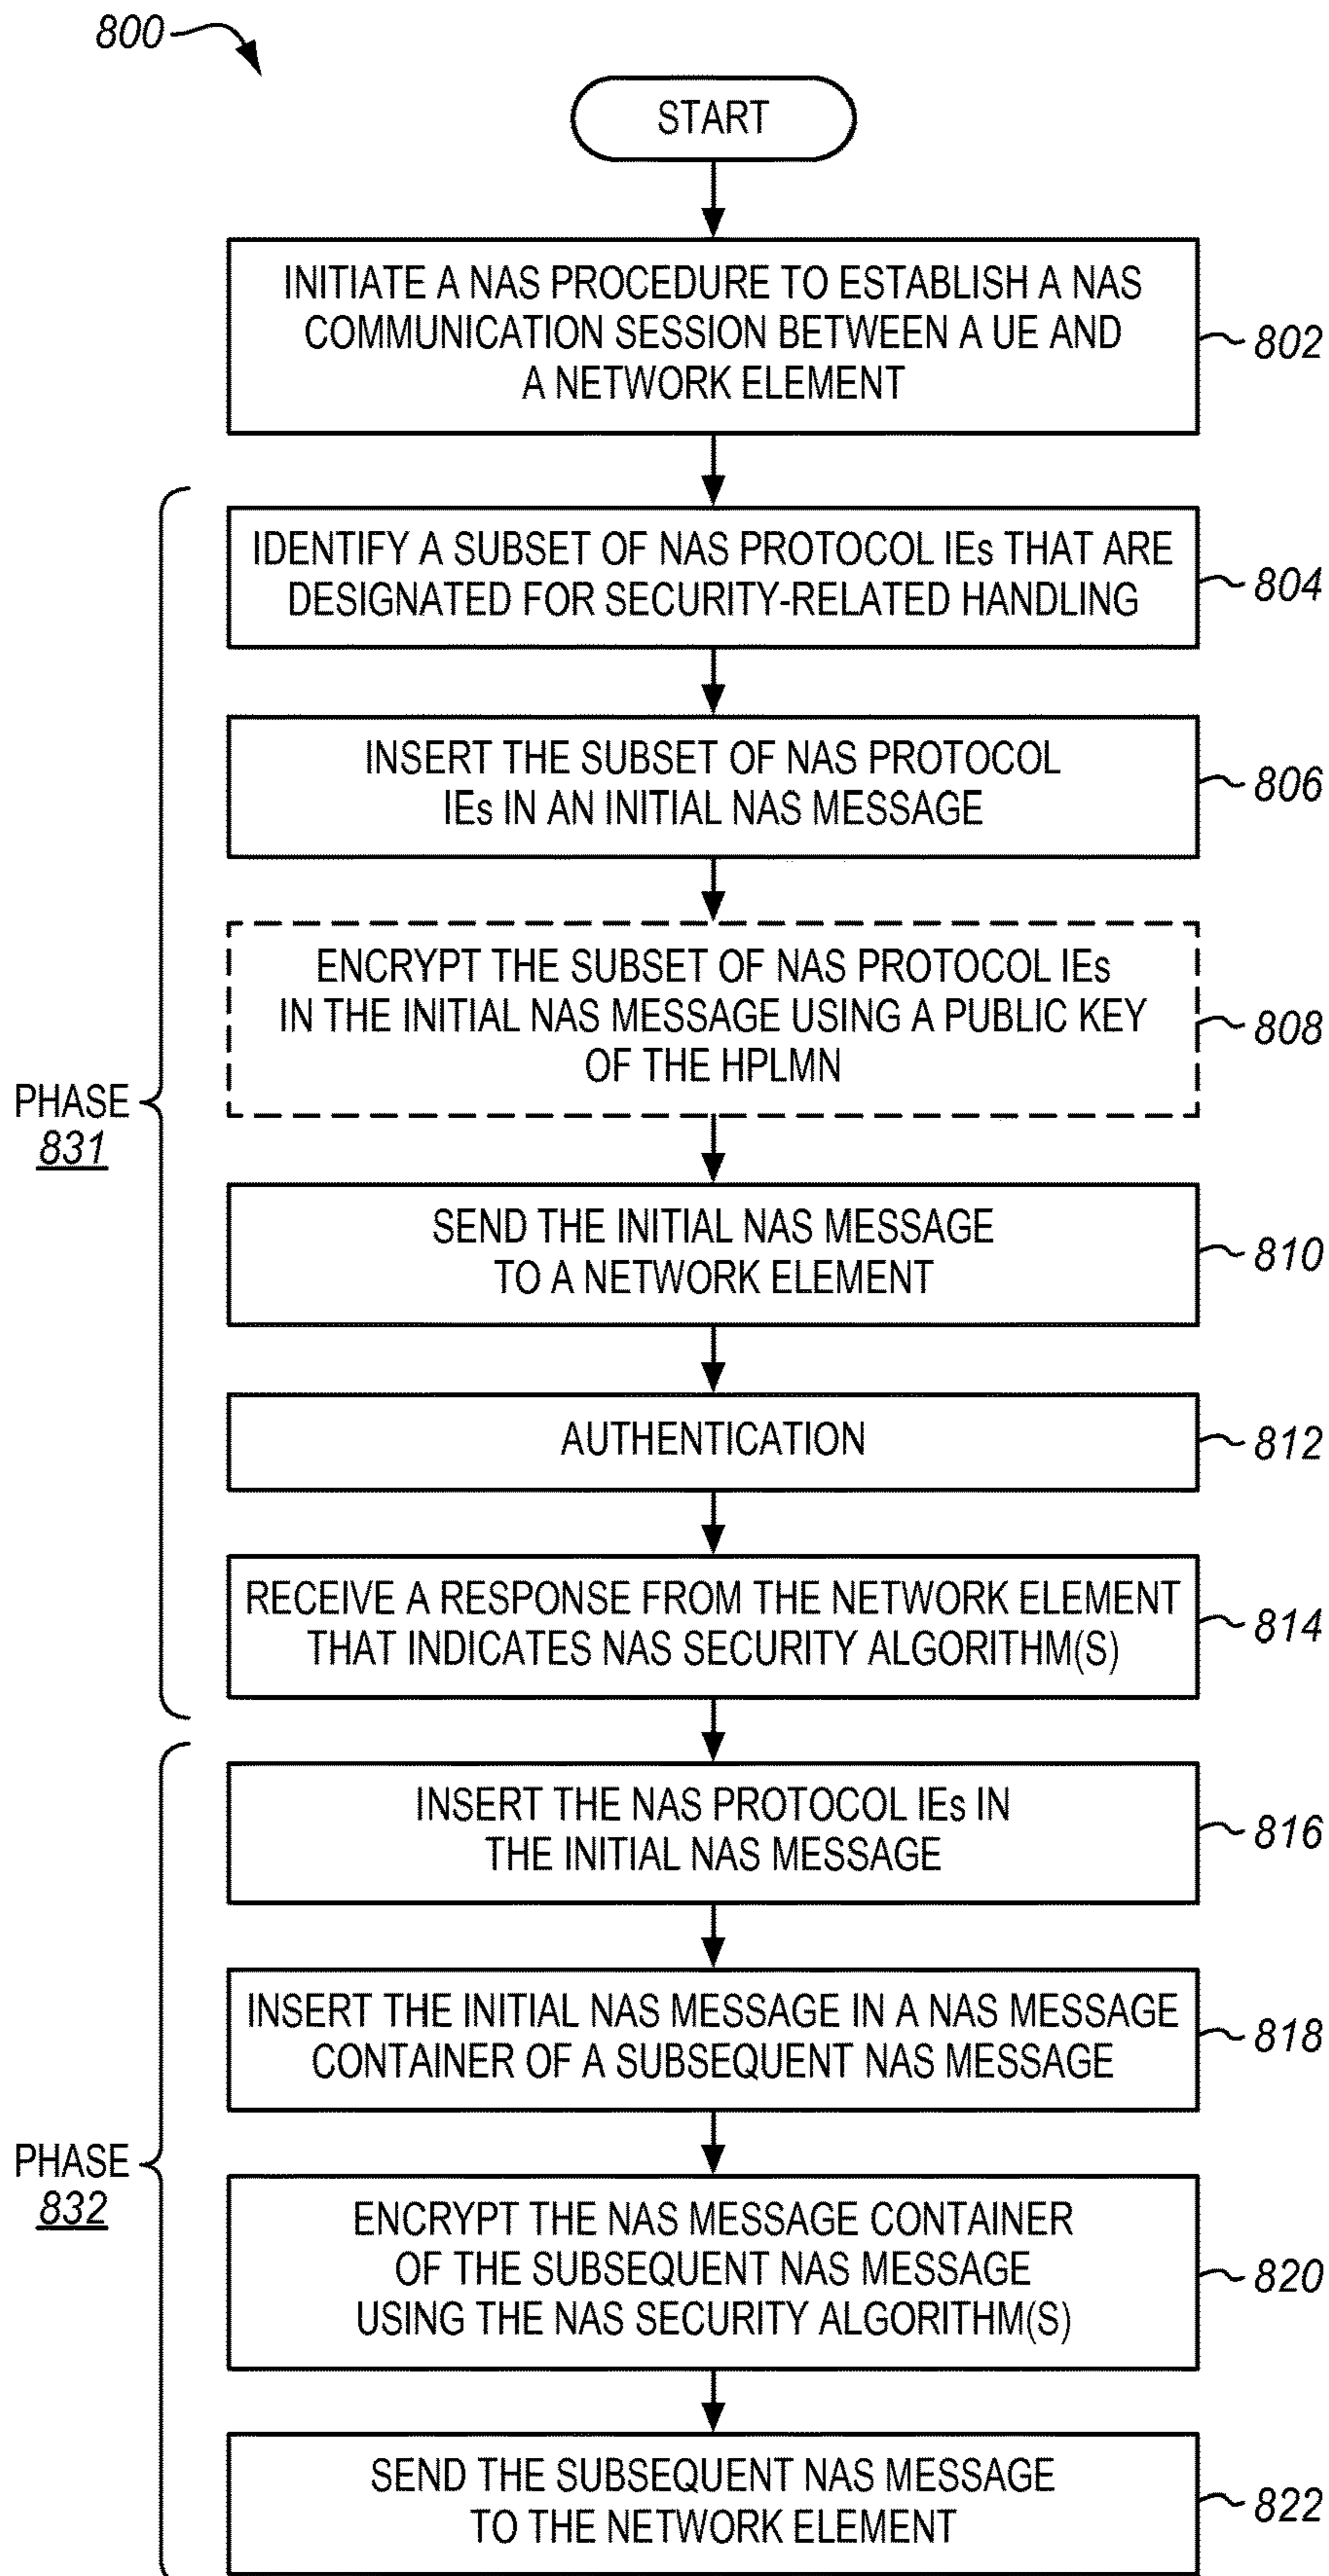 800
START
INITIATE A NAS PROCEDURE TO ESTABLISH A NAS
COMMUNICATION SESSION BETWEEN A UE AND
A NETWORK ELEMENT
802
IDENTIFY A SUBSET OF NAS PROTOCOL IEs THAT ARE
DESIGNATED FOR SECURITY-RELATED HANDLING
804
INSERT THE SUBSET OF NAS PROTOCOL
IEs IN AN INITIAL NAS MESSAGE
806
ENCRYPT THE SUBSET OF NAS PROTOCOL IEs
IN THE INITIAL NAS MESSAGE USING A PUBLIC KEY
OF THE HPLMN
808
PHASE
831
SEND THE INITIAL NAS MESSAGE
TO A NETWORK ELEMENT
810
AUTHENTICATION
812
RECEIVE A RESPONSE FROM THE NETWORK ELEMENT
THAT INDICATES NAS SECURITY ALGORITHM(S)
814
INSERT THE NAS PROTOCOL IEs IN
THE INITIAL NAS MESSAGE
816
INSERT THE INITIAL NAS MESSAGE IN A NAS MESSAGE
CONTAINER OF A SUBSEQUENT NAS MESSAGE
818
PHASE
832
ENCRYPT THE NAS MESSAGE CONTAINER
OF THE SUBSEQUENT NAS MESSAGE
USING THE NAS SECURITY ALGORITHM(S)
820
SEND THE SUBSEQUENT NAS MESSAGE
TO THE NETWORK ELEMENT
822